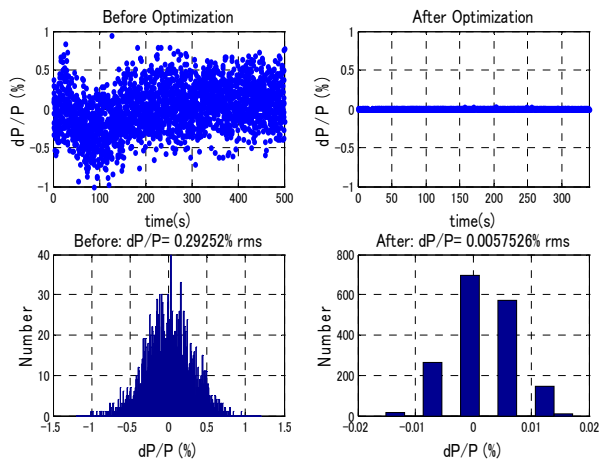 Before Optimization
1
0.5
0
−0.5
−1
dP/P (%)
0 100 200 300 400 500
time(s)
After Optimization
1
0.5
0
−0.5
−1
dP/P (%)
0 50 100 150 200 250 300
time(s)
Before: dP/P= 0.29252% rms
40
30
20
10
0
Number
−1.5 −1 −0.5 0 0.5 1 1.5
dP/P (%)
After: dP/P= 0.0057526% rms
800
600
400
200
0
Number
−0.02 −0.01 0 0.01 0.02
dP/P (%)